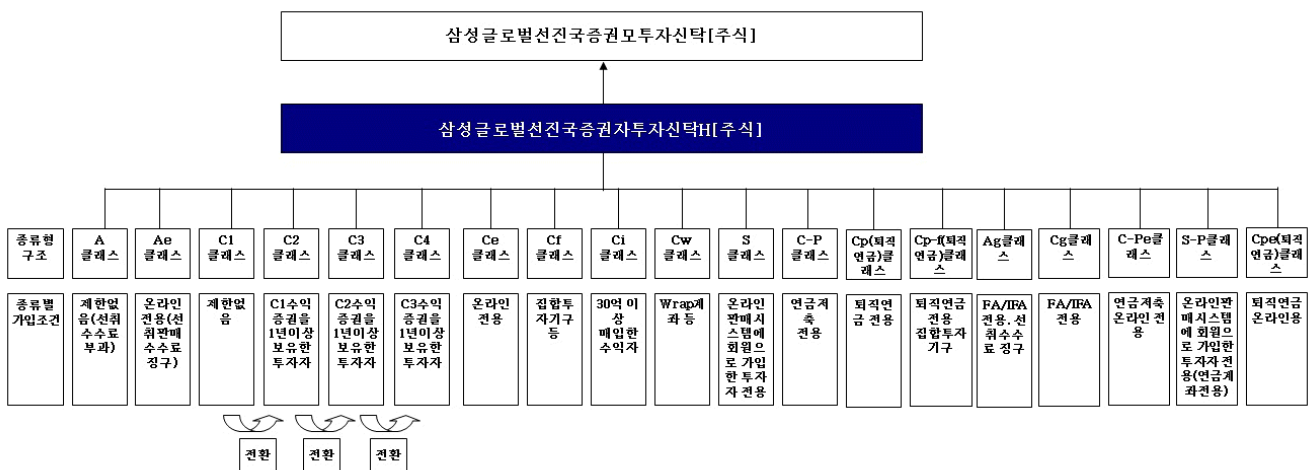 삼성글로벌선진국증권모투자신탁[주식]
삼성글로벌선진국증권자투자신탁H[주식]
종류형
구조
A
클래스
Ae
클래스
C1
클래스
C2
클래스
C3
클래스
C4
클래스
Ce
클래스
Cf
클래스
Ci
클래스
Cw
클래스
S
클래스
C-P
클래스
Cp(퇴직
연금)클래
스
Cp-f(퇴직
연금)클래스
Ag클래
스
Cg클래스
C-Pe클
래스
S-P클래
스
Cpe(퇴직
연금)클래
스
종류별
가입조건
제한없
음(선취
수수료
부과)
온라인
전용(선
취판매
수수료
징구)
제한없
음
C1수익
증권을
1년이상
보유한
투자자
C2수익
증권을
1년이상
보유한
투자자
C3수익
증권을
1년이상
보유한
투자자
온라인
전용
집합투
자기구
등
30억 이
상
매입한
수익자
Wrap계
좌 등
온라인
판매시
스템에
회원으
로 가입
한 투자
자 전용
연금저
축
전용
퇴직연
금 전용
퇴직연금
전용
집합투자
기구
FA/IFA
전용. 선
취수수
료 징구
FA/IFA
전용
연금저축
온라인 전
용
온라인판
매시스템
에 회원으
로 가입한
투자자 전
용(연금계
좌전용)
퇴직연금
온라인용
전환
전환
전환